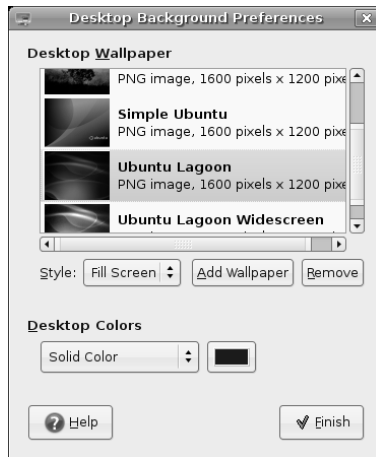 Desktop Background Preferences
Desktop Wallpaper
PNG image, 1600 pixels x 1200 pixe
Simple Ubuntu
PNG image, 1600 pixels x 1200 pixe
Ubuntu Lagoon
PNG image, 1600 pixels x 1200 pixe
Ubuntu Lagoon Widescreen
Style: Fill Screen Add Wallpaper Remove
Desktop Colors
Solid Color
Help Finish